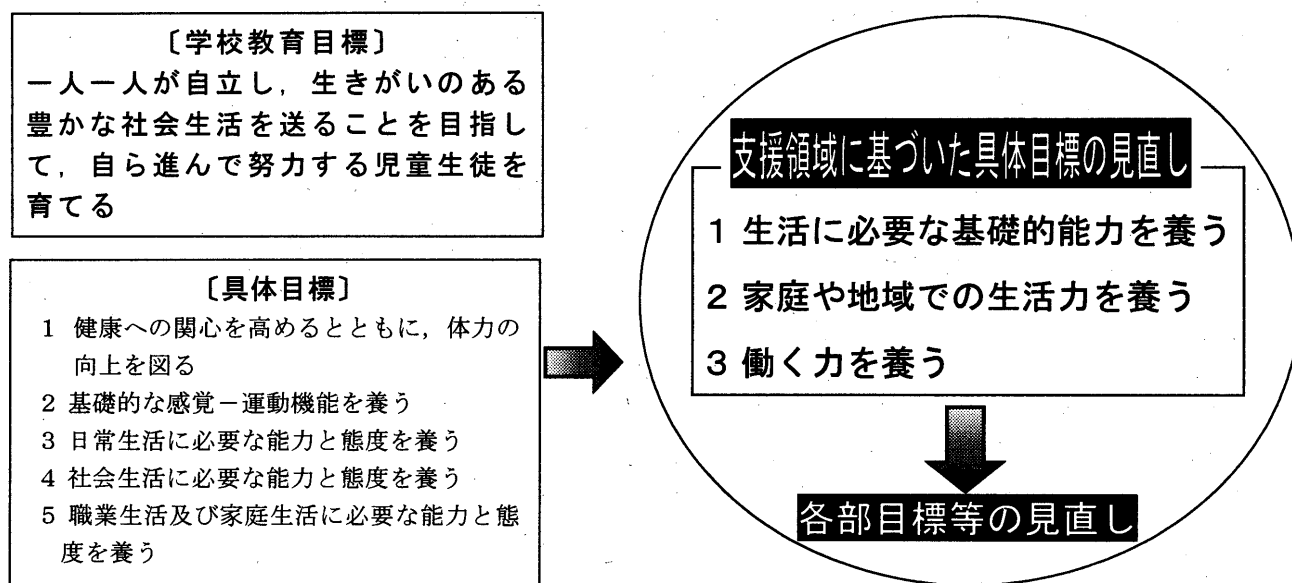 〔学校教育目標〕
一人一人が自立し，生きがいのある
豊かな社会生活を送ることを目指し
て，自ら進んで努力する児童生徒を
育てる
〔具体目標〕
1 健康への関心を高めるとともに，体力の
向上を図る
2 基礎的な感覚－運動機能を養う
3 日常生活に必要な能力と態度を養う
4 社会生活に必要な能力と態度を養う
5 職業生活及び家庭生活に必要な能力と態
度を養う
支援領域に基づいた具体目標の見直し
1 生活に必要な基礎的能力を養う
2 家庭や地域での生活力を養う
3 働く力を養う
各部目標等の見直し